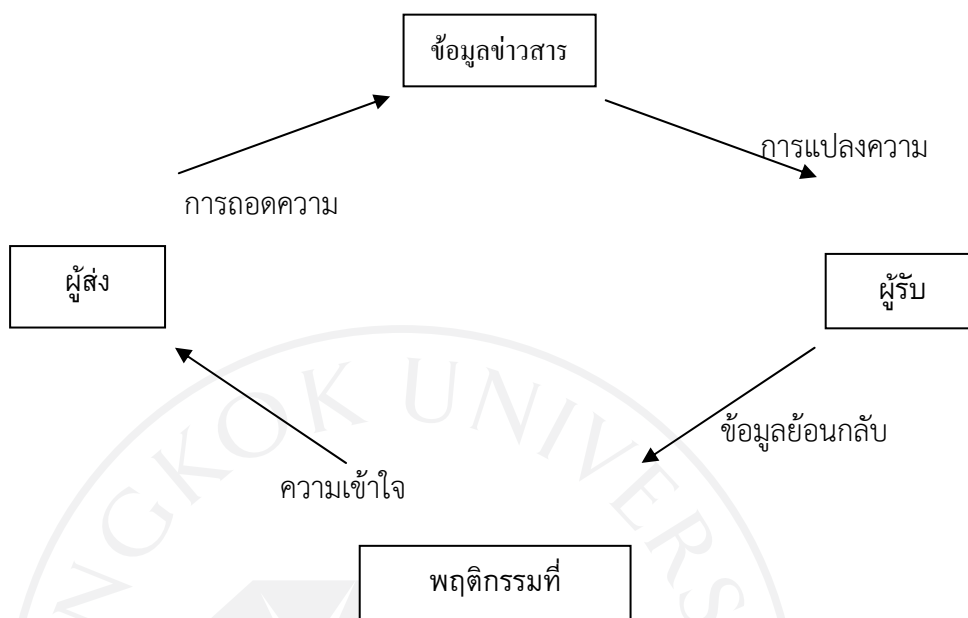 ข้อมูลข่าวสาร
การแปลงความ
การถอดความ
ผู้ส่ง
ผู้รับ
ข้อมูลย้อนกลับ
ความเข้าใจ
พฤติกรรมที่
NGKOK UNIVERS